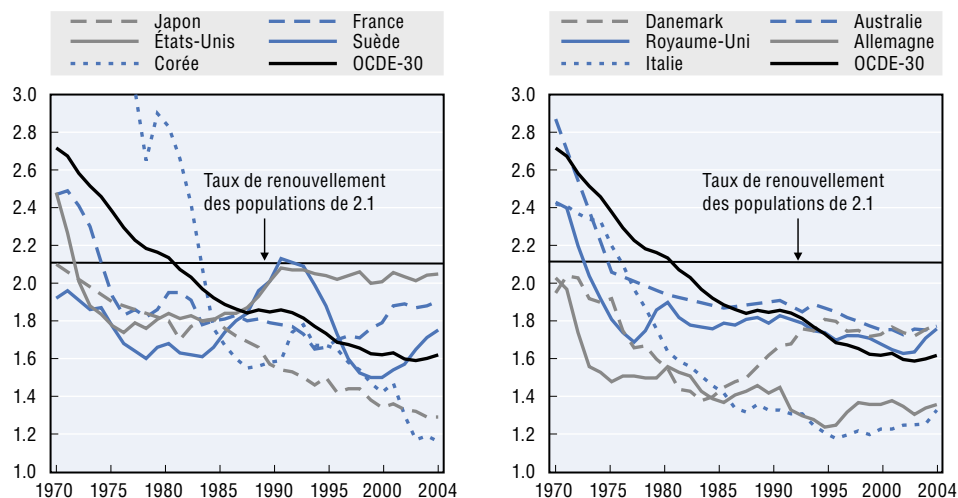 Japon France
États-Unis Suède
Corée OCDE-30
3.0
2.8
2.6
2.4
2.2
2.0
1.8
1.6
1.4
1.2
1.0
Taux de renouvellement
des populations de 2.1
1970 1975 1980 1985 1990 1995 2000 2004
Danemark Australie
Royaume-Uni Allemagne
Italie OCDE-30
3.0
2.8
2.6
2.4
2.2
2.0
1.8
1.6
1.4
1.2
1.0
Taux de renouvellement
des populations de 2.1
1970 1975 1980 1985 1990 1995 2000 2004